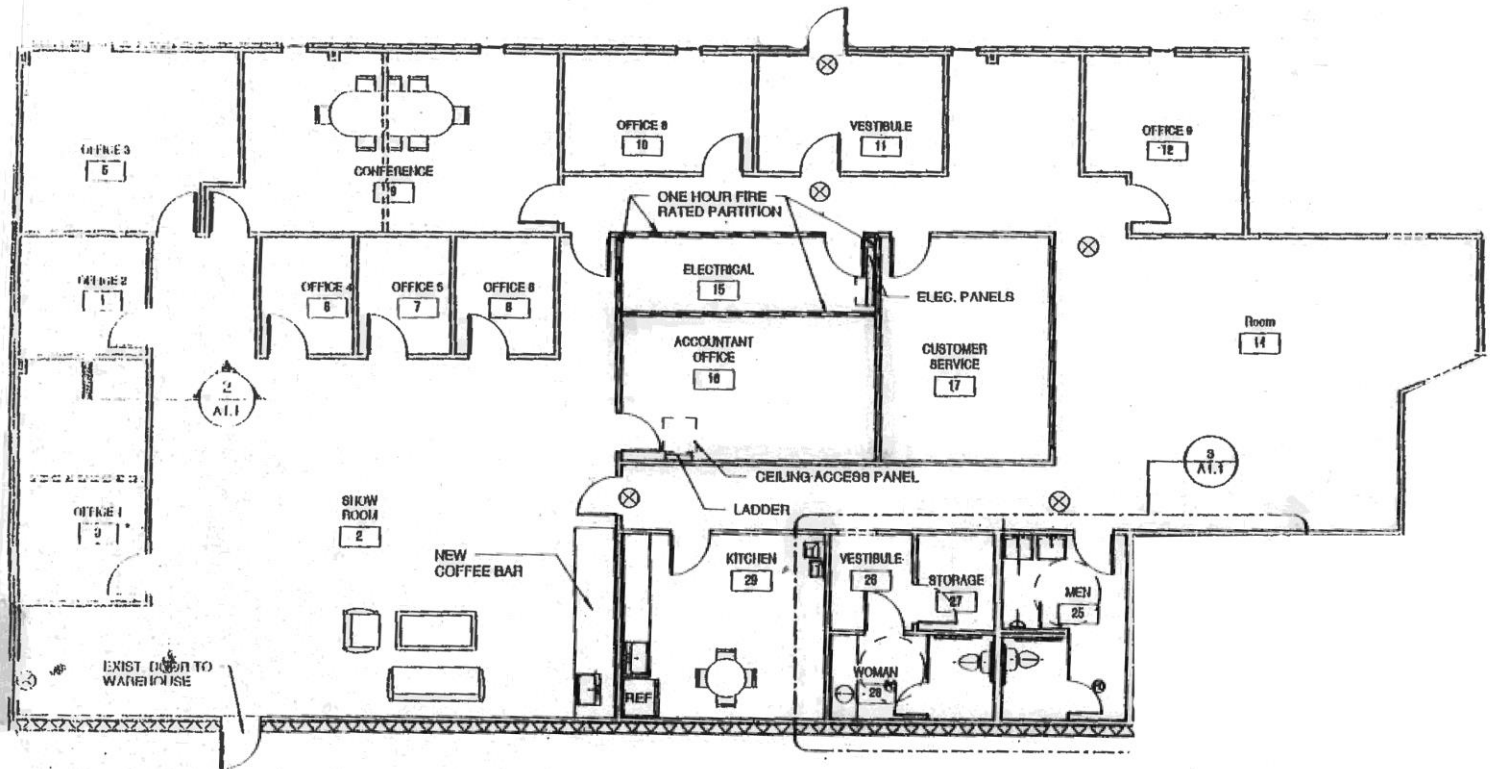 OFFICE 3
5
CONFERENCE
9
OFFICE 8
10
VESTIBULE
11
OFFICE 9
12
ONE HOUR FIRE
RATED PARTITION
OFFICE 2
1
OFFICE 4
6
OFFICE 5
7
OFFICE 6
8
ELECTRICAL
15
ELEC. PANELS
Room
14
ACCOUNTANT
OFFICE
16
CUSTOMER
SERVICE
17
2
A1.1
3
A1.1
CEILING ACCESS PANEL
LADDER
OFFICE 1
3
SHOW
ROOM
2
NEW
COFFEE BAR
KITCHEN
29
VESTIBULE
26
STORAGE
27
MEN
25
WOMAN
28
REF
EXIST. DOOR TO
WAREHOUSE